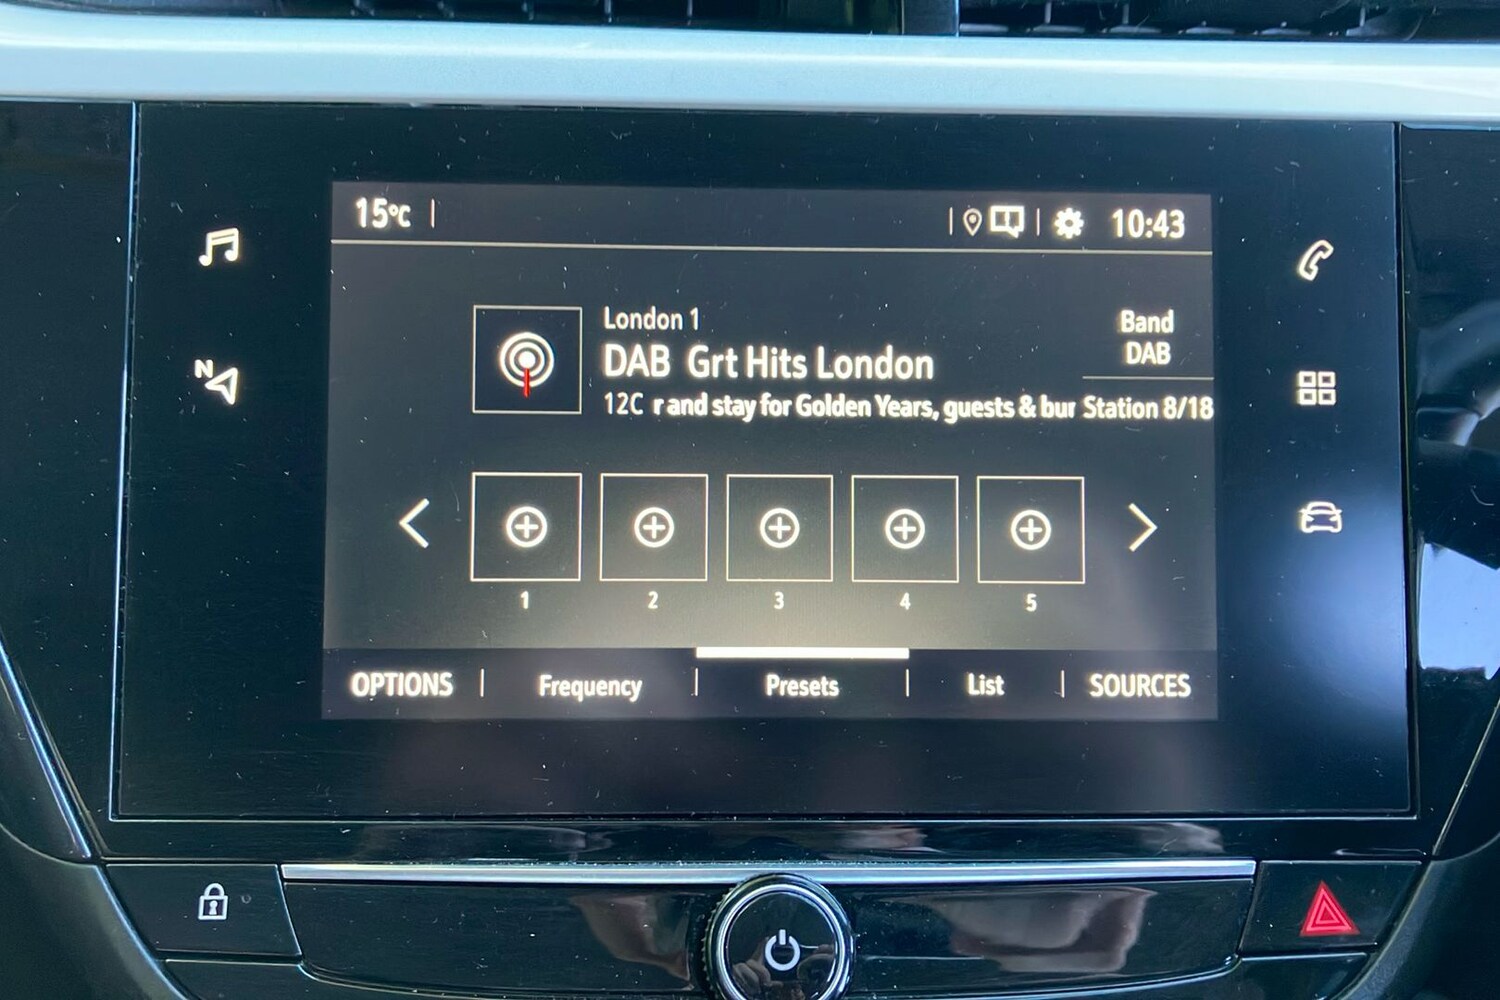 15°C
10:43
N
London 1
DAB Grt Hits London
12C r and stay for Golden Years, guests & bur
Band
DAB
Station 8/18
1 2 3 4 5
OPTIONS Frequency Presets List SOURCES